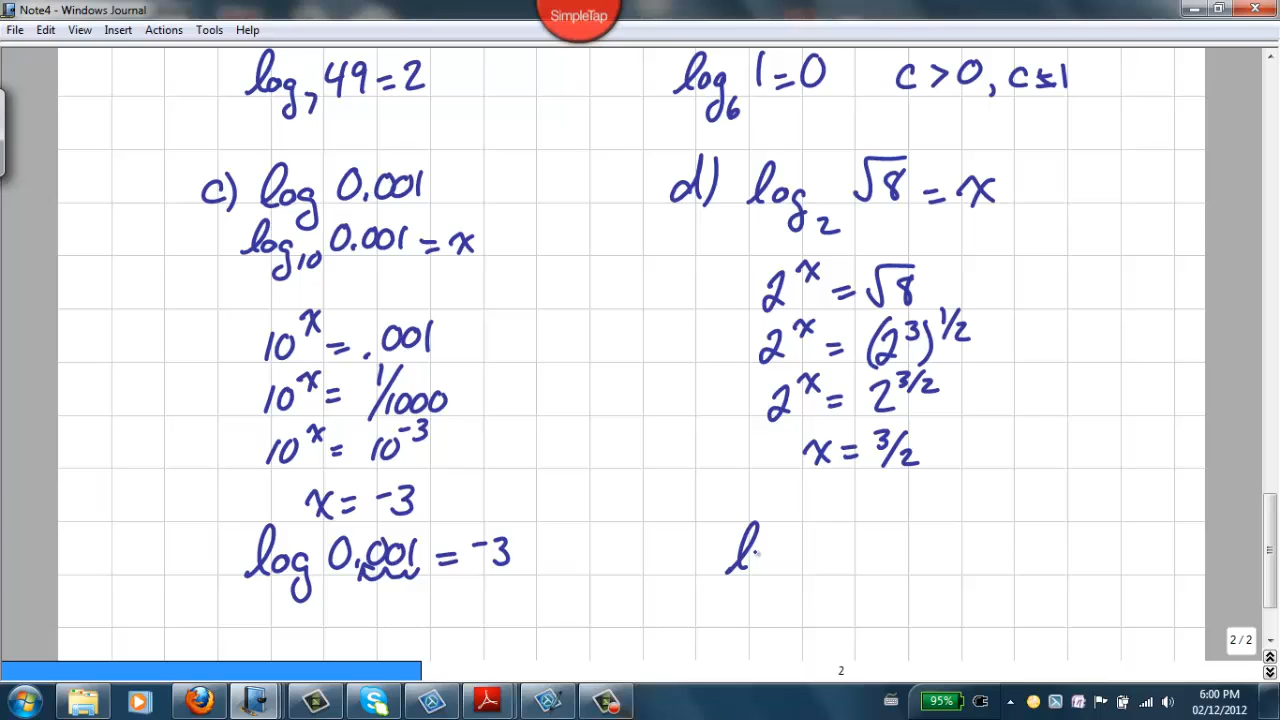 Note4 - Windows Journal
SimpleTap
File Edit View Insert Actions Tools Help
log₇ 49 = 2
log₆ 1 = 0 c > 0, c ≠ 1
c) log 0.001
log₁₀ 0.001 = x
10^x = .001
10^x = 1/1000
10^x = 10^-3
x = -3
log 0.001 = -3
d) log₂ √8 = x
2^x = √8
2^x = (2^3)^1/2
2^x = 2^3/2
x = 3/2
l
2 / 2
2
95%
6:00 PM
02/12/2012